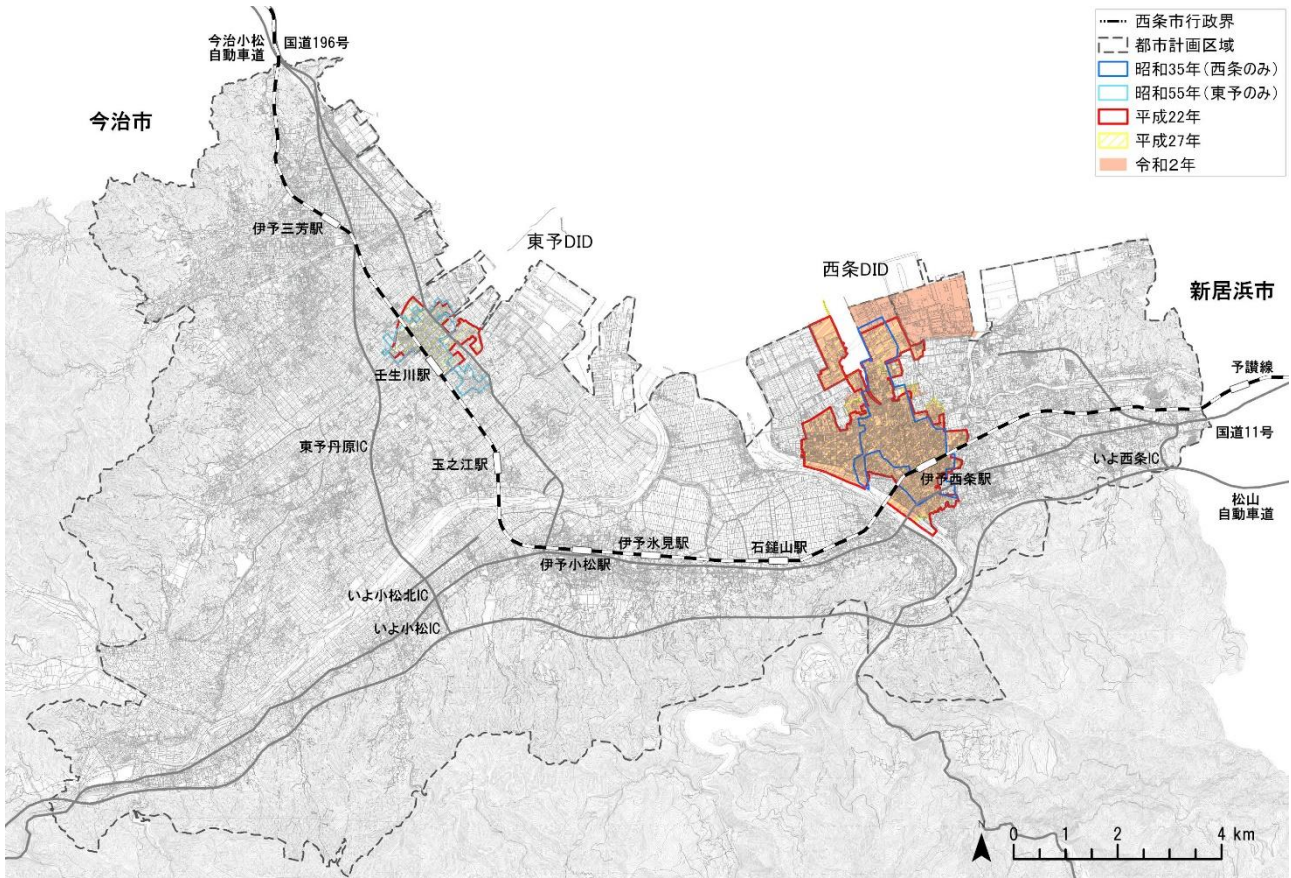 今治小松
自動車道
国道196号
今治市
伊予三芳駅
東予DID
西条DID
新居浜市
壬生川駅
予讃線
国道11号
東予丹原IC
玉之江駅
いよ西条IC
伊予西条駅
松山
自動車道
伊予氷見駅
石鎚山駅
伊予小松駅
いよ小松北IC
いよ小松IC
西条市行政界
都市計画区域
昭和35年(西条のみ)
昭和55年(東予のみ)
平成22年
平成27年
令和2年
0 1 2 4 km